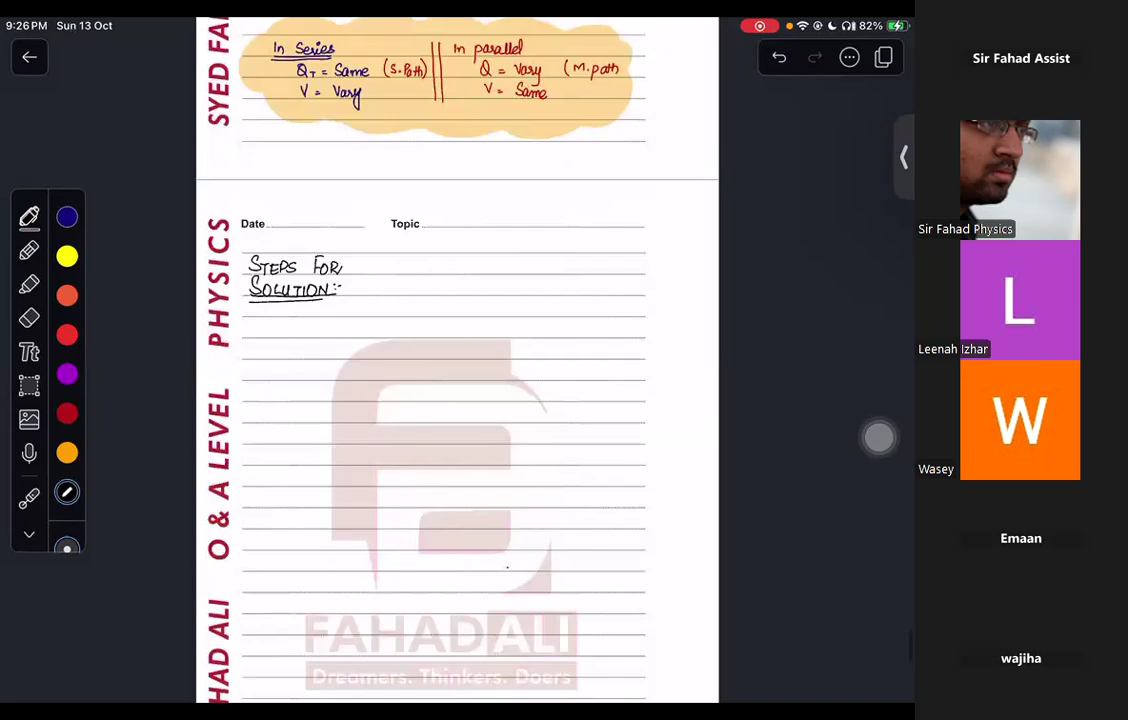 9:26 PM Sun 13 Oct
82%
In Series
QT = Same (S.Path)
V = Vary
In parallel
Q = Vary (M.path
V = Same
SYED FA
Date
Topic
STEPS FOR
SOLUTION:-
HAD ALI O & A LEVEL PHYSICS
FAHADALI
Dreamers. Thinkers. Doers
Tt
Sir Fahad Assist
Sir Fahad Physics
L
Leenah Izhar
W
Wasey
Emaan
wajiha